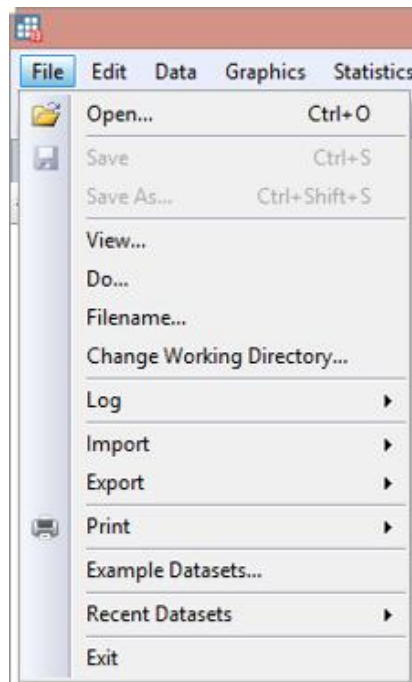 File Edit Data Graphics Statistics
Open... Ctrl+O
Save Ctrl+S
Save As... Ctrl+Shift+S
View...
Do...
Filename...
Change Working Directory...
Log
Import
Export
Print
Example Datasets...
Recent Datasets
Exit